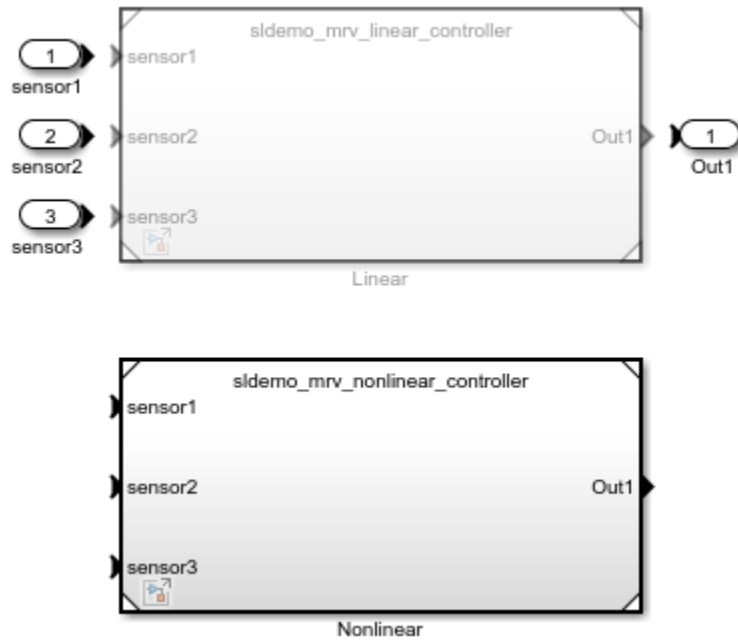 sldemo_mrv_linear_controller
1
sensor1
sensor1
2
sensor2
sensor2
Out1
1
Out1
3
sensor3
sensor3
Linear
sldemo_mrv_nonlinear_controller
sensor1
sensor2
Out1
sensor3
Nonlinear